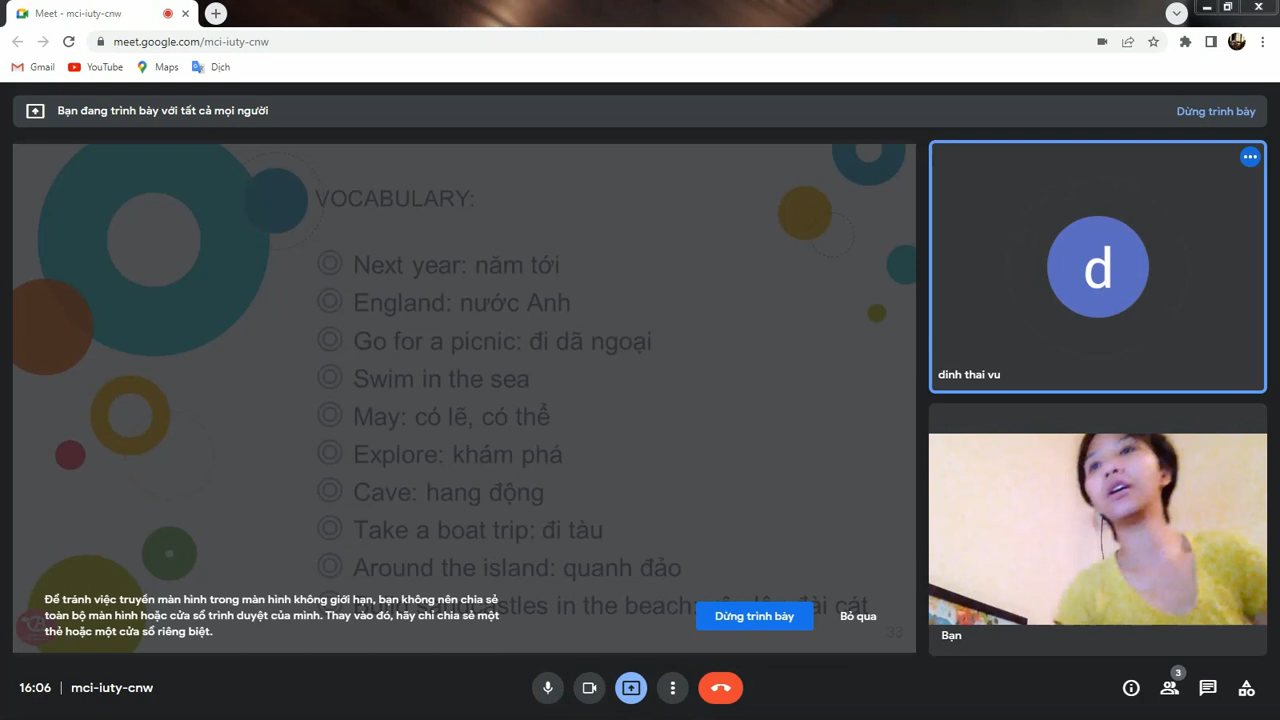 Meet - mci-iuty-cnw
meet.google.com/mci-iuty-cnw
Gmail YouTube Maps Dịch
Bạn đang trình bày với tất cả mọi người
Dừng trình bày
VOCABULARY:
Next year: năm tới
England: nước Anh
Go for a picnic: đi dã ngoại
Swim in the sea
May: có lẽ, có thể
Explore: khám phá
Cave: hang động
Take a boat trip: đi tàu
Around the island: quanh đảo
Build sandcastles in the beach: xây lâu đài cát
33
Để tránh việc truyền màn hình trong màn hình không giới hạn, bạn không nên chia sẻ
toàn bộ màn hình hoặc cửa sổ trình duyệt của mình. Thay vào đó, hãy chỉ chia sẻ một
thẻ hoặc một cửa sổ riêng biệt.
Dừng trình bày
Bỏ qua
d
dinh thai vu
Bạn
16:06 | mci-iuty-cnw
3